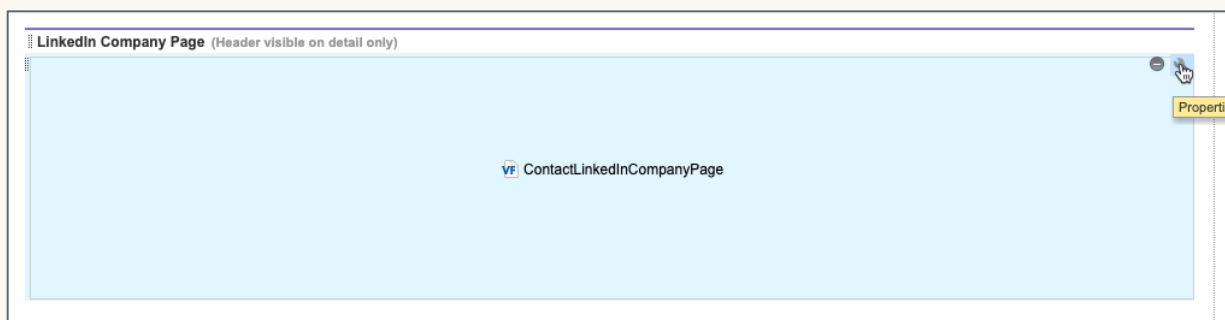 LinkedIn Company Page (Header visible on detail only)
Properti
VF ContactLinkedInCompanyPage